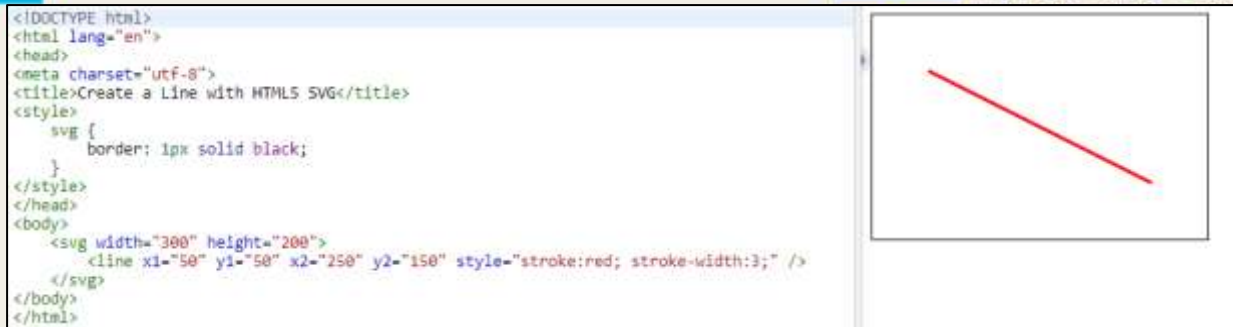 <!DOCTYPE html>
<html lang="en">
<head>
<meta charset="utf-8">
<title>Create a Line with HTML5 SVG</title>
<style>
    svg {
        border: 1px solid black;
    }
</style>
</head>
<body>
    <svg width="300" height="200">
        <line x1="50" y1="50" x2="250" y2="150" style="stroke:red; stroke-width:3;" />
    </svg>
</body>
</html>